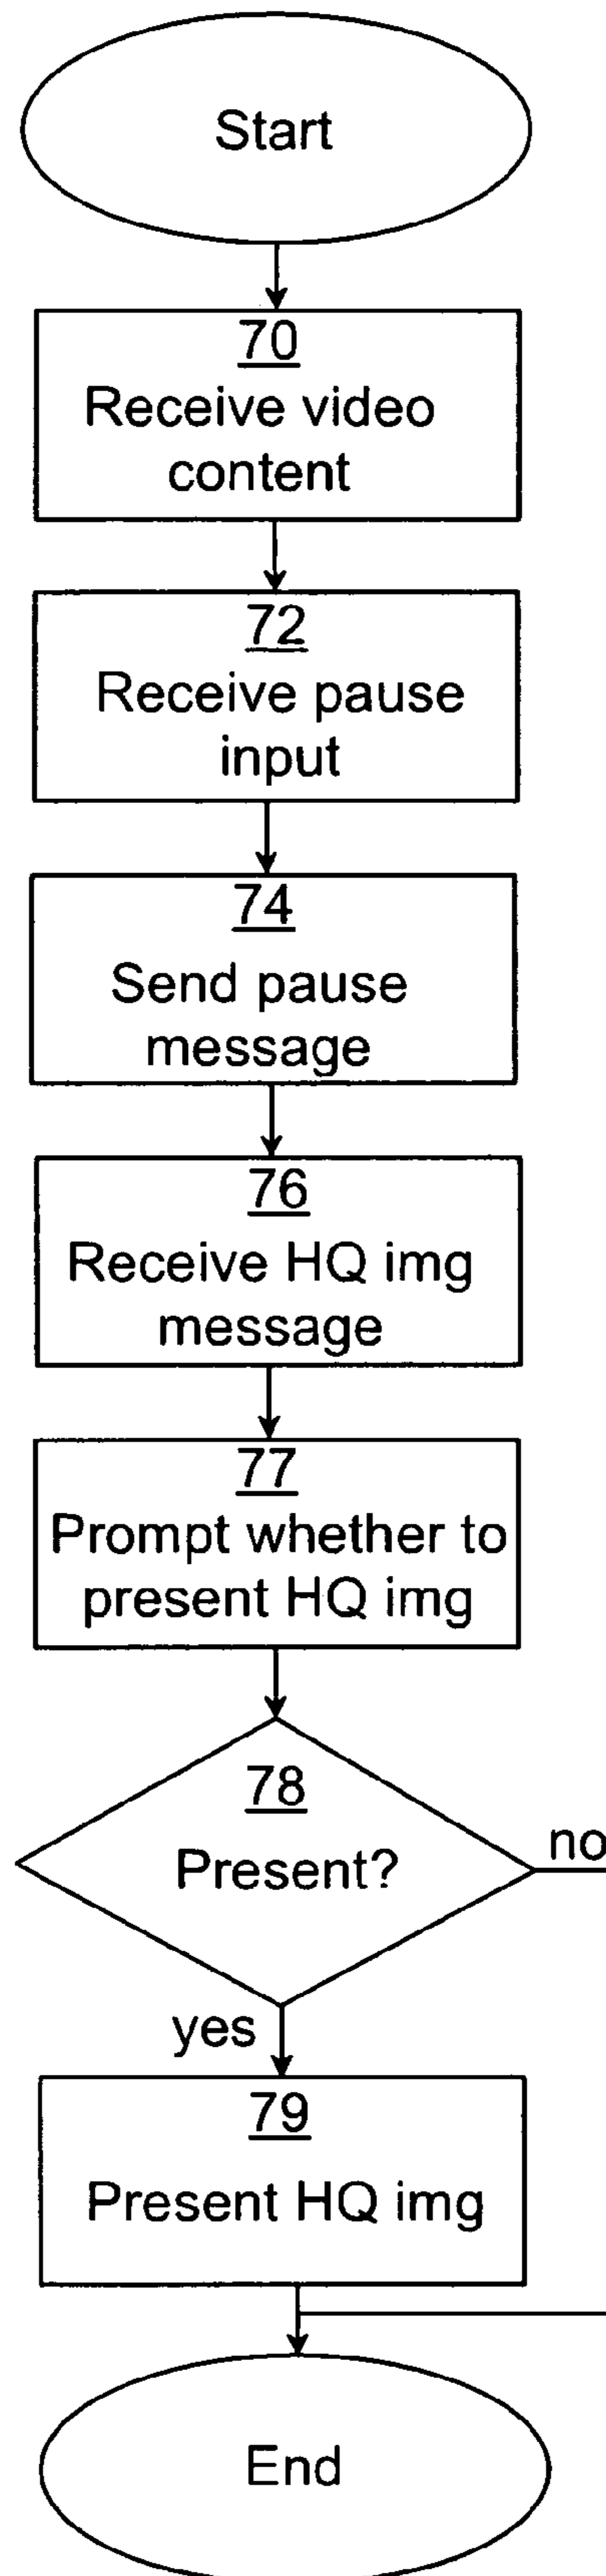 Start
70
Receive video
content
72
Receive pause
input
74
Send pause
message
76
Receive HQ img
message
77
Prompt whether to
present HQ img
78
Present?
no
yes
79
Present HQ img
End